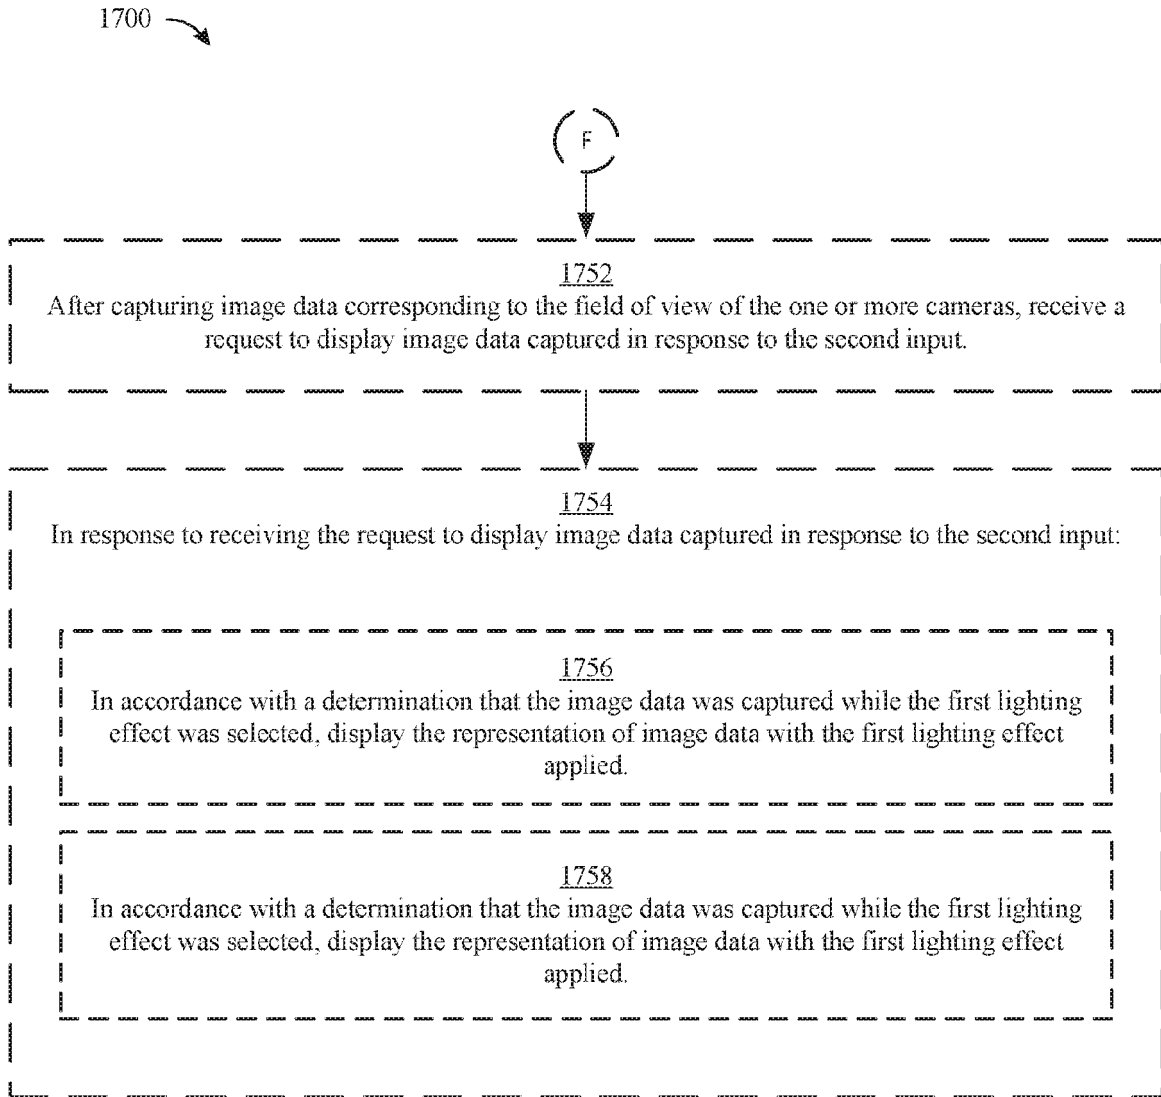 1700
F
1752
After capturing image data corresponding to the field of view of the one or more cameras, receive a
request to display image data captured in response to the second input.
1754
In response to receiving the request to display image data captured in response to the second input:
1756
In accordance with a determination that the image data was captured while the first lighting
effect was selected, display the representation of image data with the first lighting effect
applied.
1758
In accordance with a determination that the image data was captured while the first lighting
effect was selected, display the representation of image data with the first lighting effect
applied.